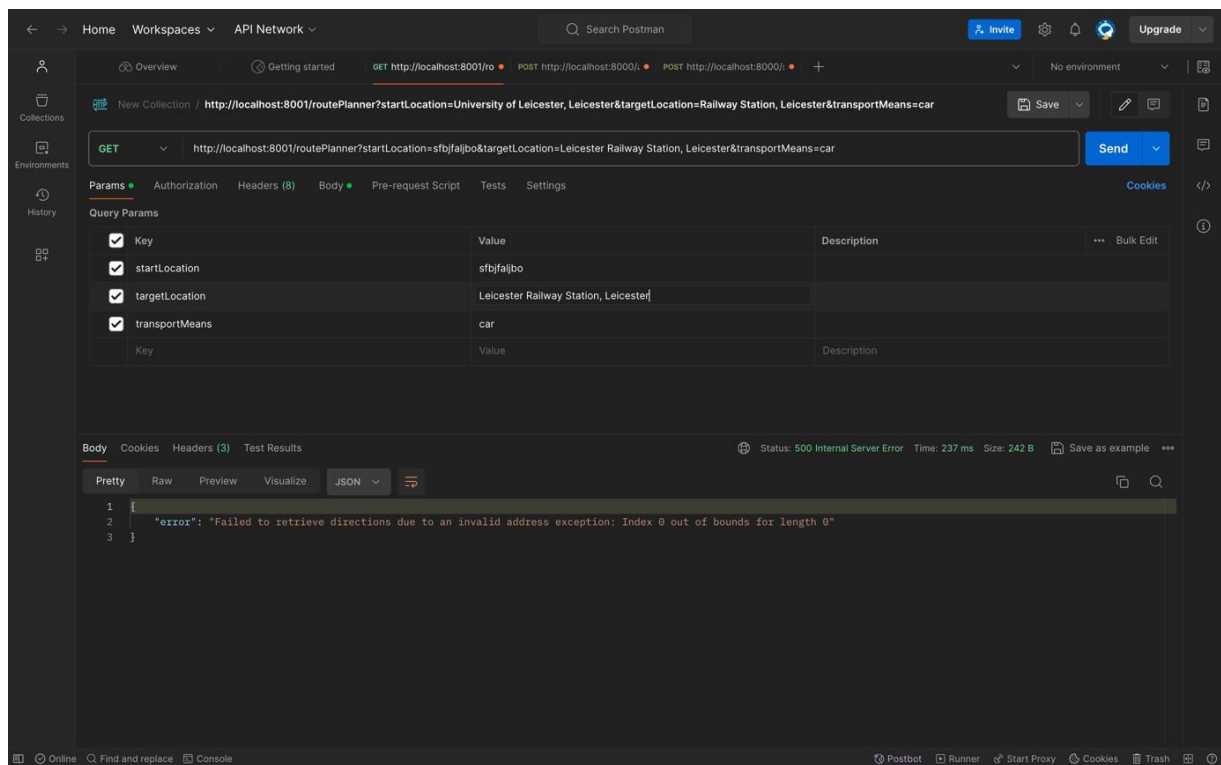 Home Workspaces API Network Search Postman Invite Upgrade
Overview Getting started GET http://localhost:8001/ro POST http://localhost:8000/ POST http://localhost:8000/ No environment
Collections
HTTP New Collection / http://localhost:8001/routePlanner?startLocation=University of Leicester, Leicester&targetLocation=Railway Station, Leicester&transportMeans=car Save
Environments
GET http://localhost:8001/routePlanner?startLocation=sfbjfaljbo&targetLocation=Leicester Railway Station, Leicester&transportMeans=car Send
History
Params Authorization Headers (8) Body Pre-request Script Tests Settings Cookies
Query Params
Key Value Description ••• Bulk Edit
startLocation sfbjfaljbo
targetLocation Leicester Railway Station, Leicester
transportMeans car
Key Value Description
Body Cookies Headers (3) Test Results Status: 500 Internal Server Error Time: 237 ms Size: 242 B Save as example •••
Pretty Raw Preview Visualize JSON
1 {
2 "error": "Failed to retrieve directions due to an invalid address exception: Index 0 out of bounds for length 0"
3 }
Online Find and replace Console Postbot Runner Start Proxy Cookies Trash